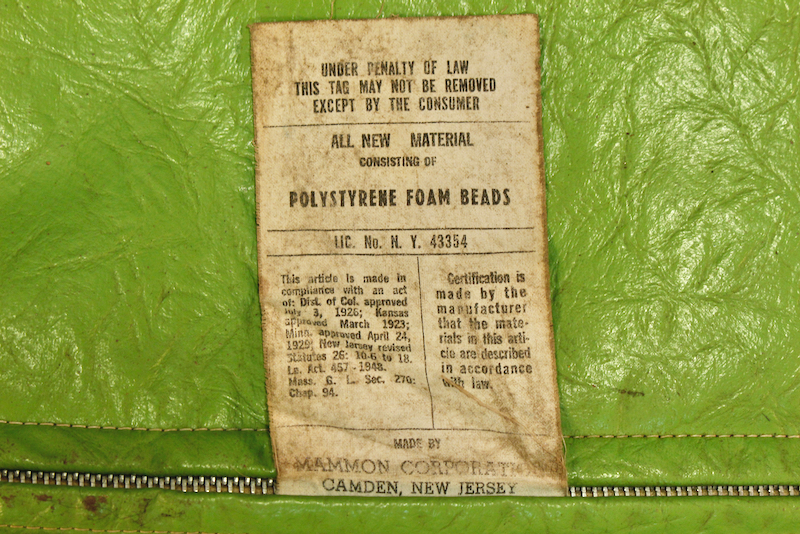 UNDER PENALTY OF LAW
THIS TAG MAY NOT BE REMOVED
EXCEPT BY THE CONSUMER
ALL NEW MATERIAL
CONSISTING OF
POLYSTYRENE FOAM BEADS
LIC. No. N. Y. 43354
This article is made in
compliance with an act
of: Dist. of Col. approved
July 3, 1926; Kansas
approved March 1923;
Minn. approved April 24,
1929; New Jersey revised
Statutes 26: 10-6 to 18.
La. Act. 457 - 1948.
Mass. G. L. Sec. 270:
Chap. 94.
Certification is
made by the
manufacturer
that the mate-
rials in this arti-
cle are described
in accordance
with law.
MADE BY
MAMMON CORPORATI
CAMDEN, NEW JERSEY